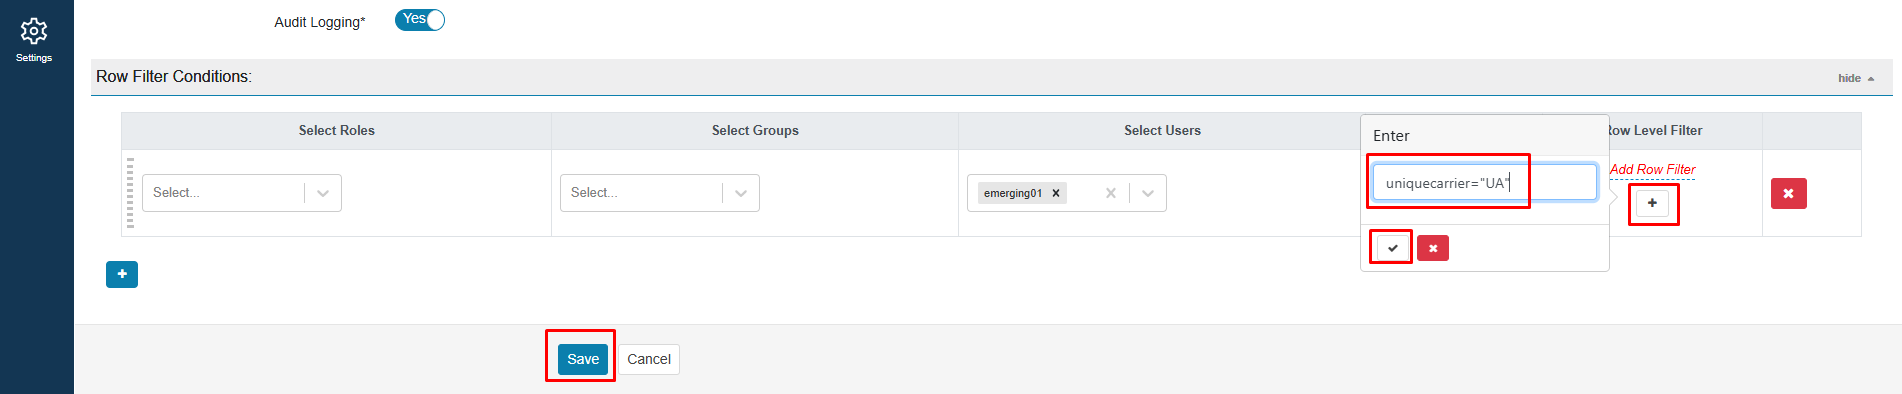 Settings
Audit Logging*
Yes
Row Filter Conditions:
hide
Select Roles
Select Groups
Select Users
Row Level Filter
Select...
Select...
emerging01
Enter
uniquecarrier="UA"
Add Row Filter
Save
Cancel